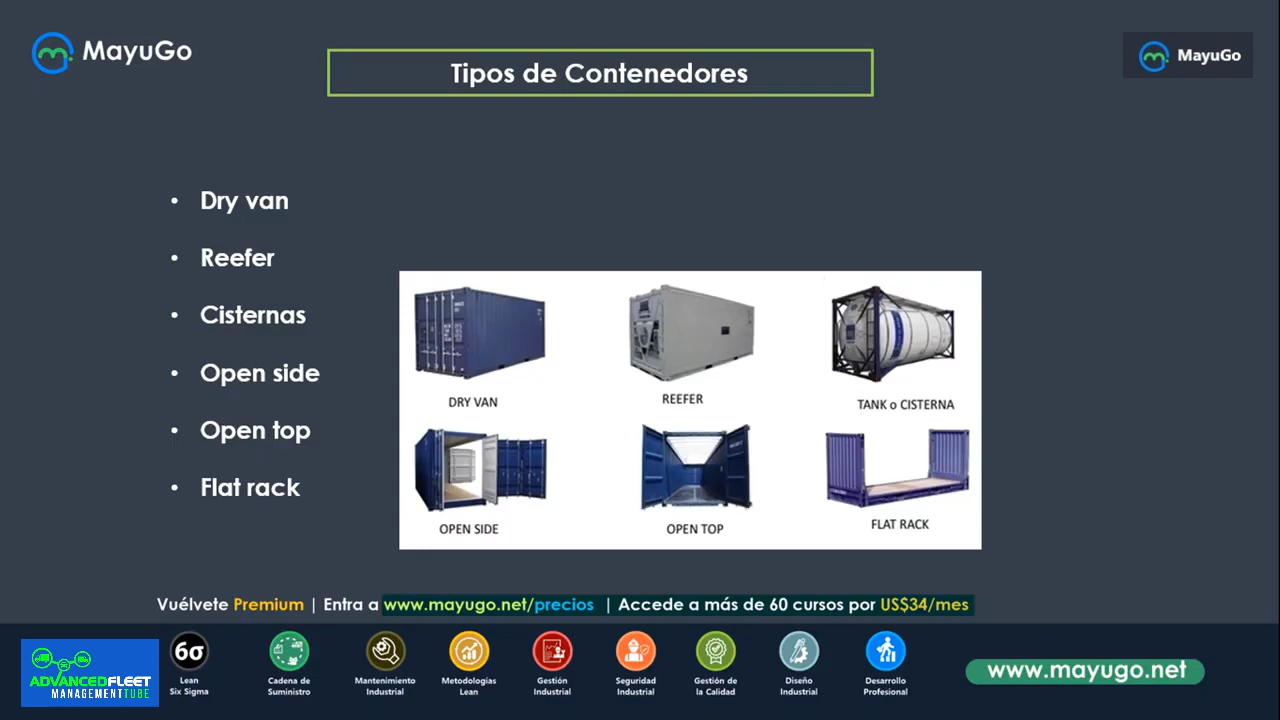 MayuGo
Tipos de Contenedores
MayuGo
• Dry van
• Reefer
• Cisternas
• Open side
• Open top
• Flat rack
DRY VAN
REEFER
TANK o CISTERNA
OPEN SIDE
OPEN TOP
FLAT RACK
Vuélvete Premium | Entra a www.mayugo.net/precios | Accede a más de 60 cursos por US$34/mes
ADVANCEDFLEET
MANAGEMENTTUBE
6σ
Lean
Six Sigma
Cadena de
Suministro
Mantenimiento
Industrial
Metodologías
Lean
Gestión
Industrial
Seguridad
Industrial
Gestión de
la Calidad
Diseño
Industrial
Desarrollo
Profesional
www.mayugo.net